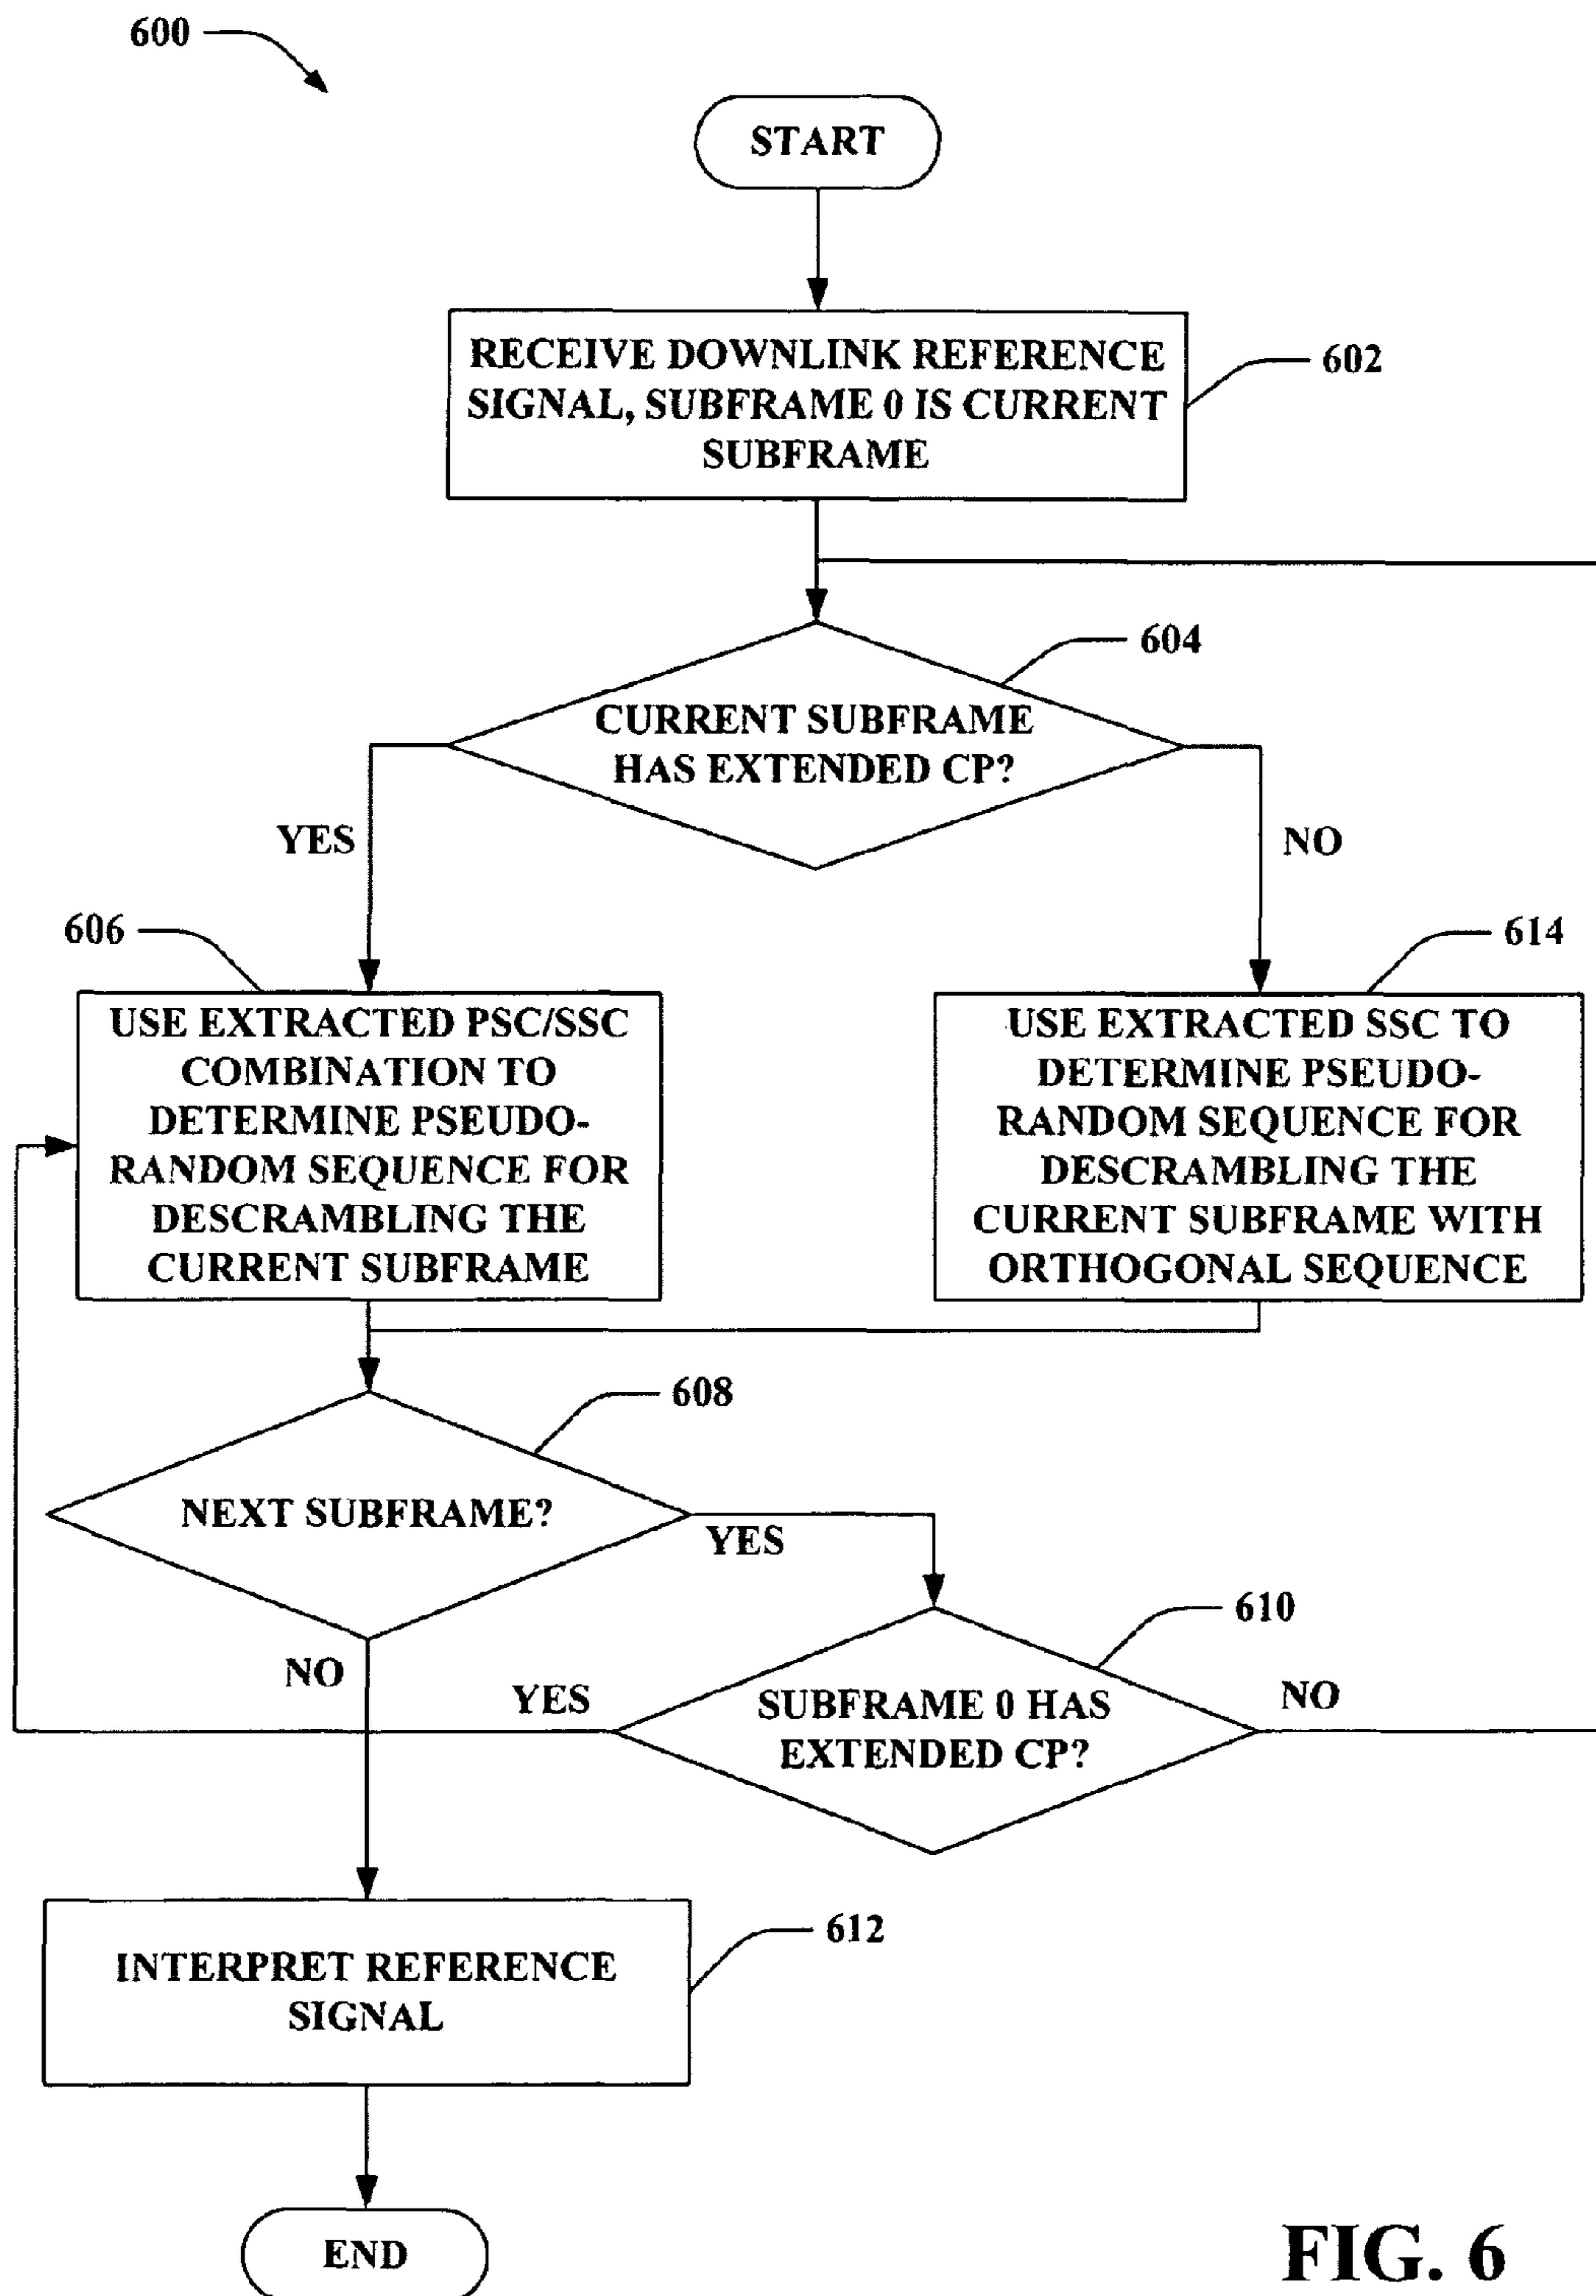 600
START
RECEIVE DOWNLINK REFERENCE
SIGNAL, SUBFRAME 0 IS CURRENT
SUBFRAME
602
604
CURRENT SUBFRAME
HAS EXTENDED CP?
YES
NO
606
614
USE EXTRACTED PSC/SSC
COMBINATION TO
DETERMINE PSEUDO-
RANDOM SEQUENCE FOR
DESCRAMBLING THE
CURRENT SUBFRAME
USE EXTRACTED SSC TO
DETERMINE PSEUDO-
RANDOM SEQUENCE FOR
DESCRAMBLING THE
CURRENT SUBFRAME WITH
ORTHOGONAL SEQUENCE
608
NEXT SUBFRAME?
YES
610
NO
YES
SUBFRAME 0 HAS
EXTENDED CP?
NO
612
INTERPRET REFERENCE
SIGNAL
END
FIG. 6